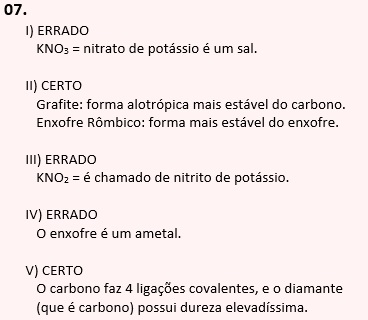 07.
I) ERRADO
KNO₃ = nitrato de potássio é um sal.
II) CERTO
Grafite: forma alotrópica mais estável do carbono.
Enxofre Rômbico: forma mais estável do enxofre.
III) ERRADO
KNO₂ = é chamado de nitrito de potássio.
IV) ERRADO
O enxofre é um ametal.
V) CERTO
O carbono faz 4 ligações covalentes, e o diamante
(que é carbono) possui dureza elevadíssima.